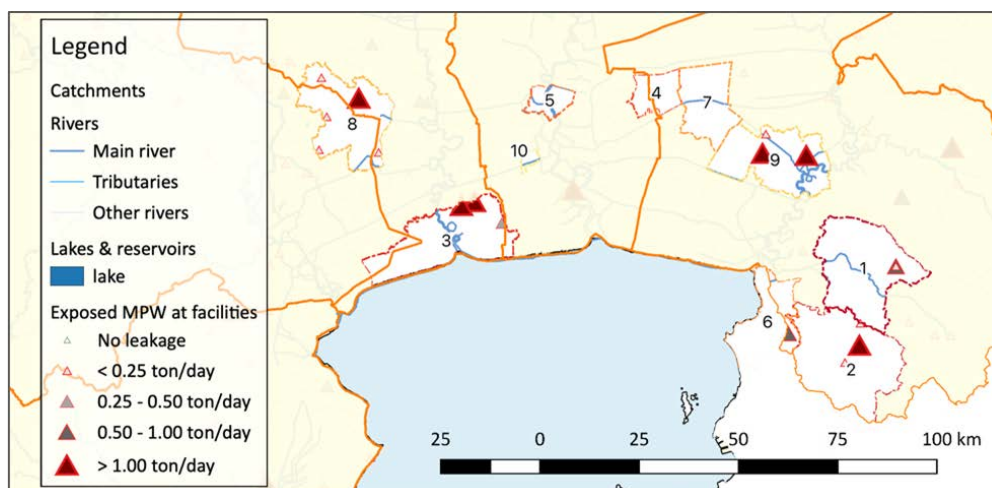 Legend
Catchments
Rivers
Main river
Tributaries
Other rivers
Lakes & reservoirs
lake
Exposed MPW at facilities
No leakage
< 0.25 ton/day
0.25 - 0.50 ton/day
0.50 - 1.00 ton/day
> 1.00 ton/day
8
5
4
7
10
9
3
1
6
2
25 0 25 50 75 100 km